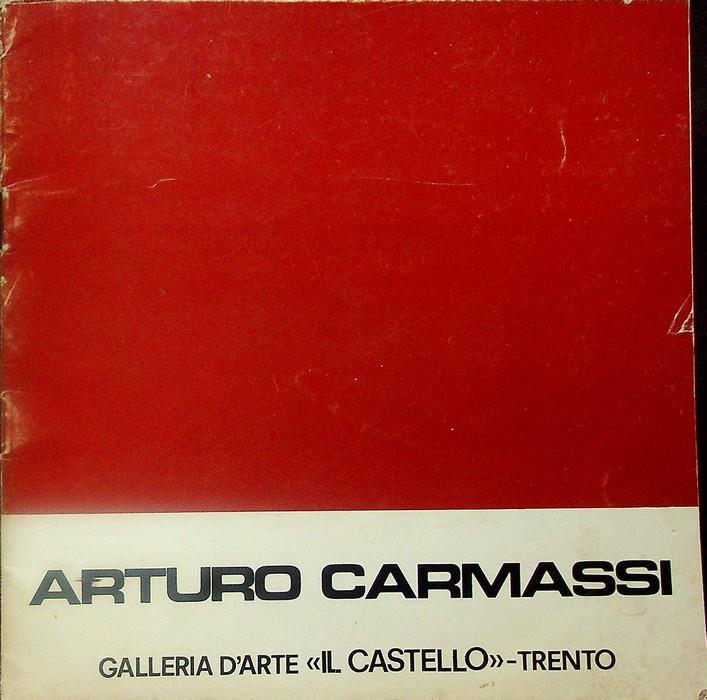 ARTURO CARMASSI
GALLERIA D'ARTE «IL CASTELLO»-TRENTO